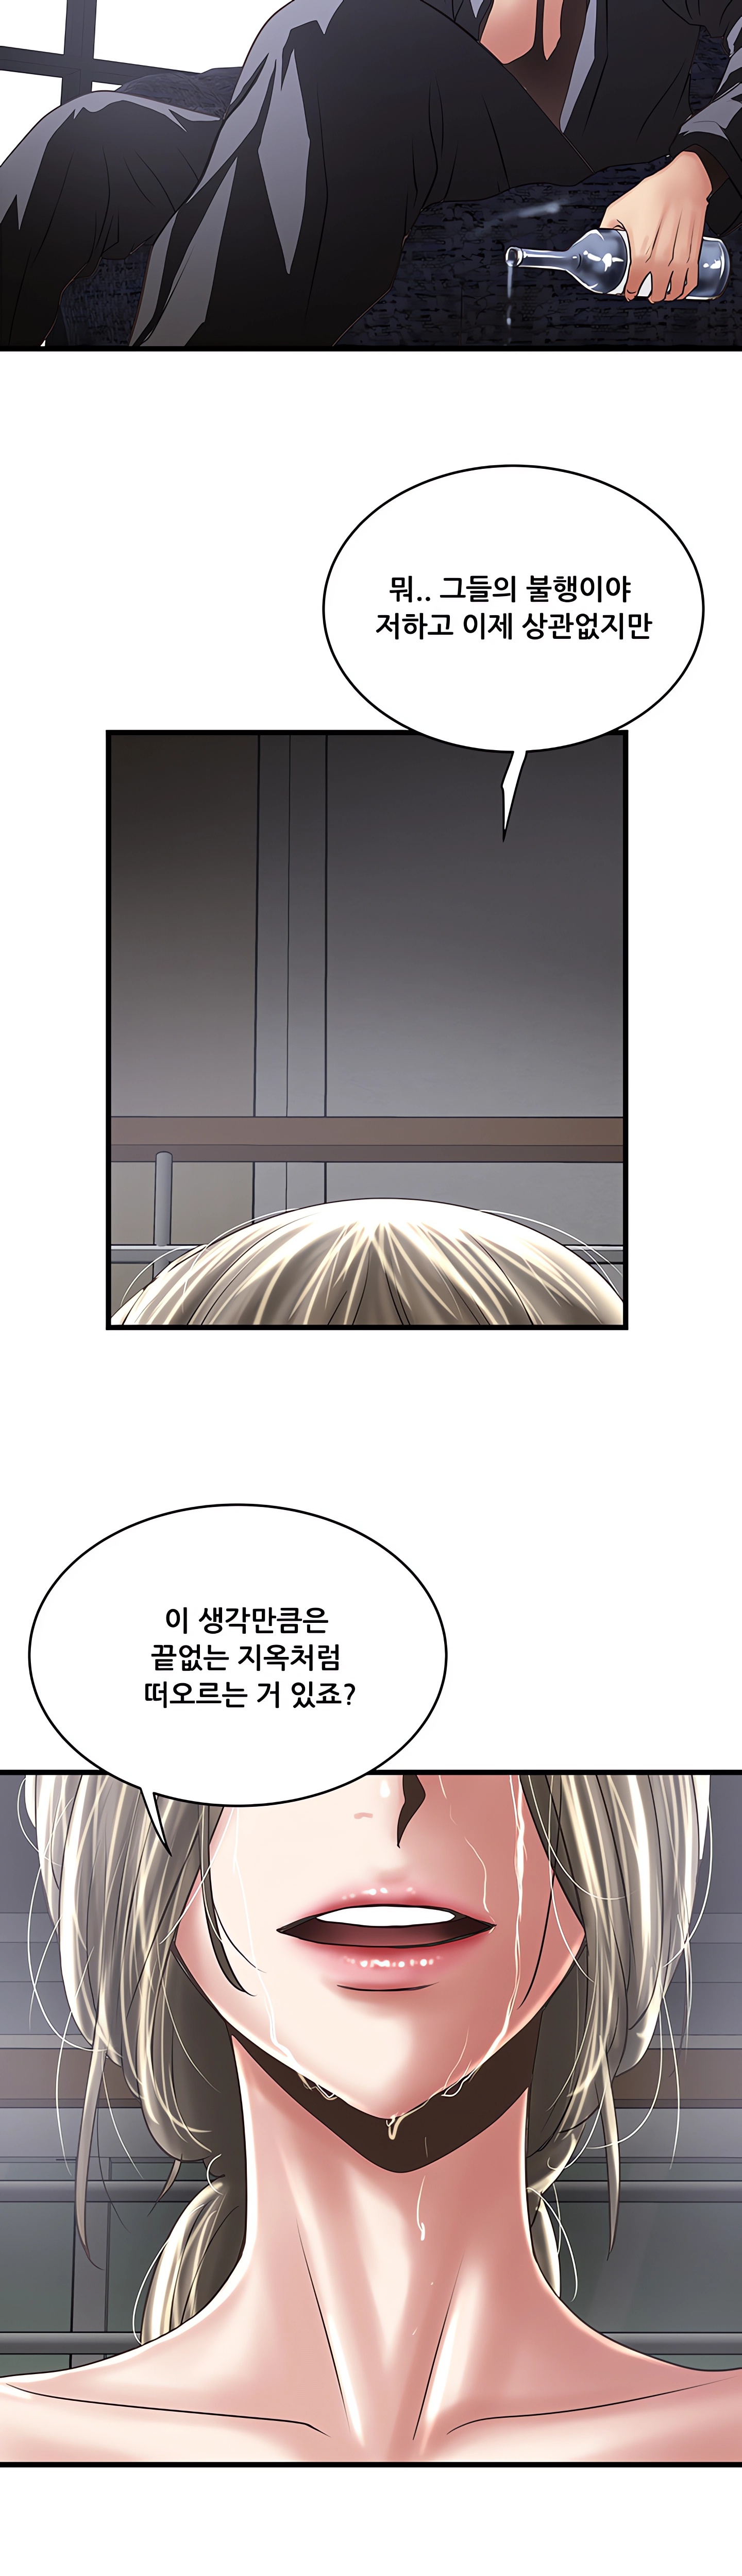 뭐.. 그들의 불행이야
저하고 이제 상관없지만
이 생각만큼은
끝없는 지옥처럼
떠오르는 거 있죠?